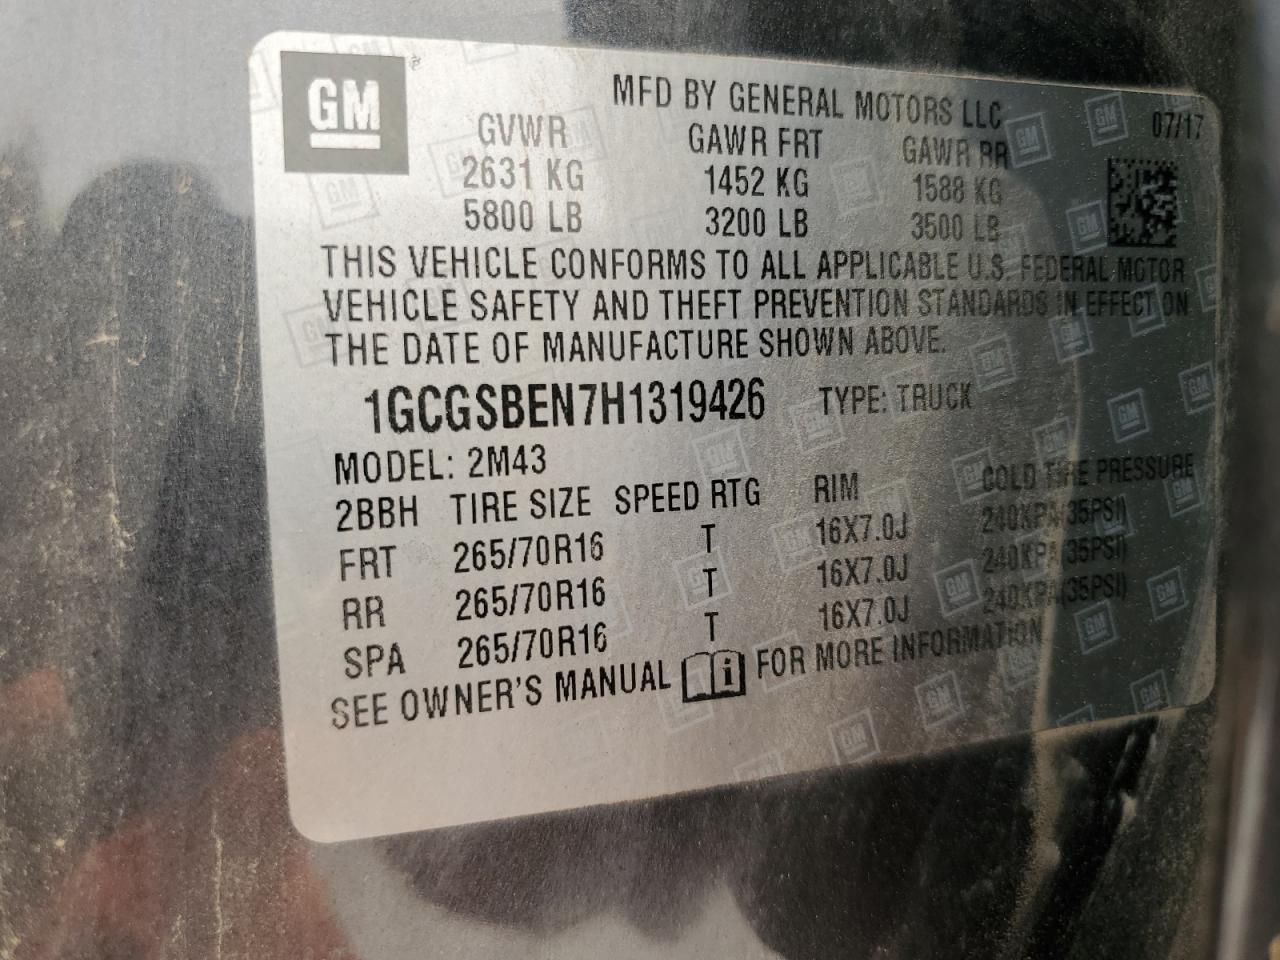 GM
MFD BY GENERAL MOTORS LLC
07/17
GVWR GAWR FRT GAWR RR
2631 KG 1452 KG 1588 KG
5800 LB 3200 LB 3500 LB
THIS VEHICLE CONFORMS TO ALL APPLICABLE U.S. FEDERAL MOTOR
VEHICLE SAFETY AND THEFT PREVENTION STANDARDS IN EFFECT ON
THE DATE OF MANUFACTURE SHOWN ABOVE.
1GCGSBEN7H1319426 TYPE: TRUCK
MODEL: 2M43
2BBH TIRE SIZE SPEED RTG RIM COLD TIRE PRESSURE
FRT 265/70R16 T 16X7.0J 240KPA(35PSI)
RR 265/70R16 T 16X7.0J 240KPA(35PSI)
SPA 265/70R16 T 16X7.0J 240KPA(35PSI)
SEE OWNER'S MANUAL i FOR MORE INFORMATION